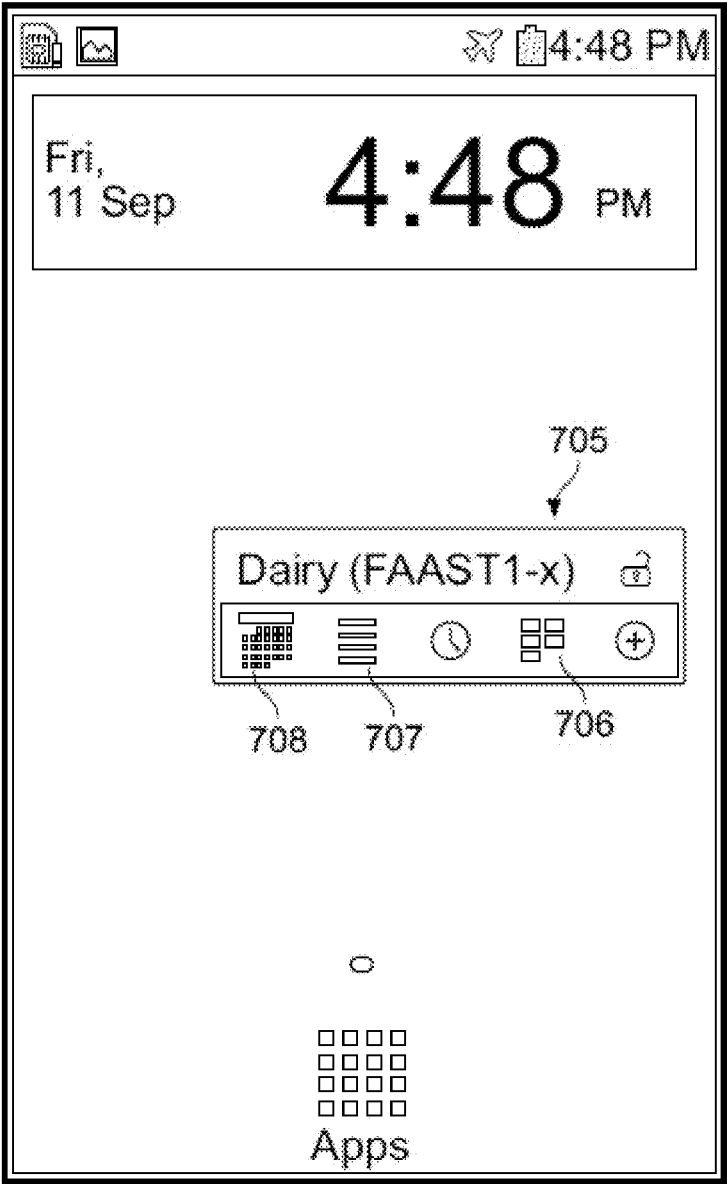 4:48 PM
Fri,
11 Sep
4:48 PM
705
Dairy (FAAST1-x)
708
707
706
Apps